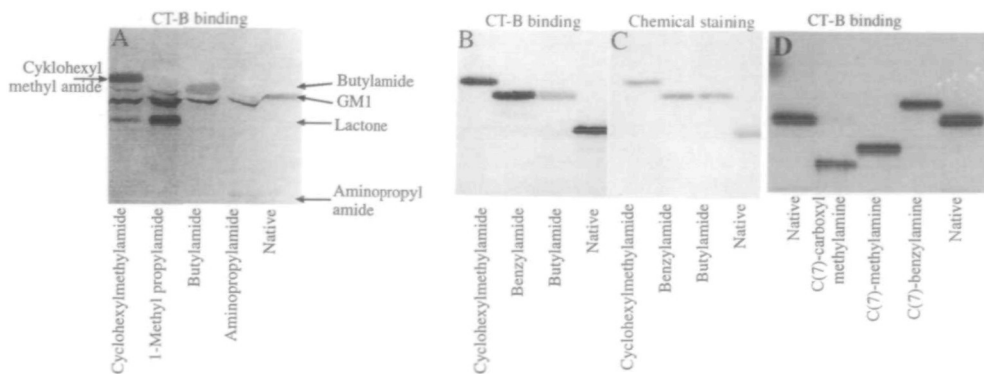 CT-B binding
A
Cyklohexyl
methyl amide
Butylamide
GM1
Lactone
Aminopropyl
amide
Cyclohexylmethylamide
1-Methyl propylamide
Butylamide
Aminopropylamide
Native
CT-B binding
B
Cyclohexylmethylamide
Benzylamide
Butylamide
Native
Chemical staining
C
Cyclohexylmethylamide
Benzylamide
Butylamide
Native
CT-B binding
D
Native
C(7)-carboxyl
methylamine
C(7)-methylamine
C(7)-benzylamine
Native